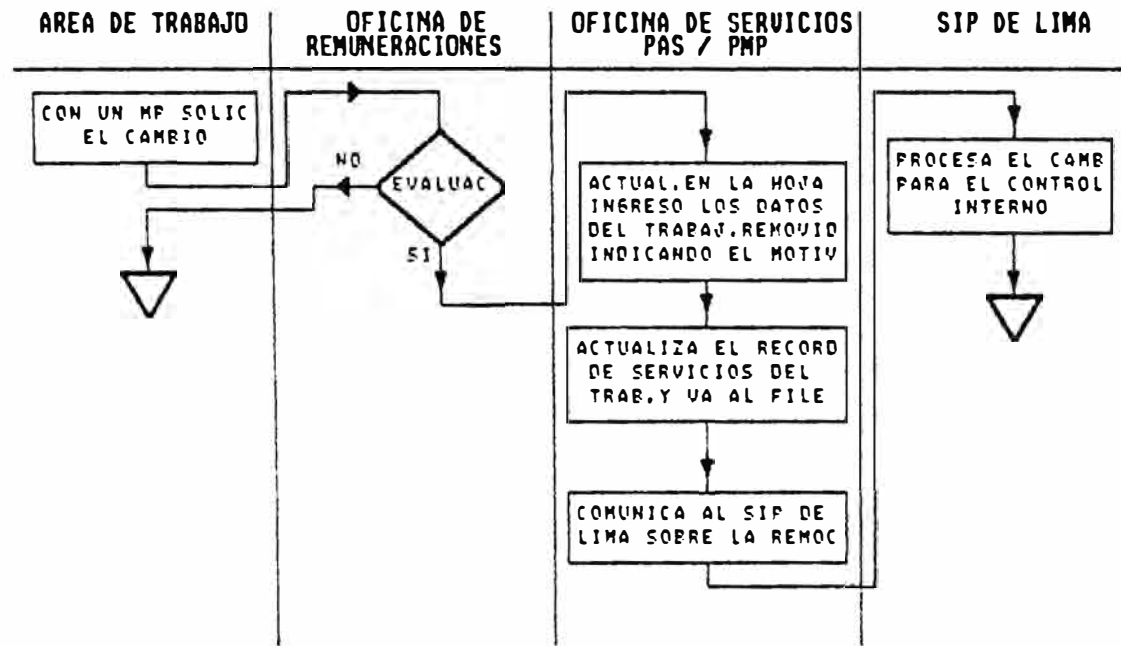 AREA DE TRABAJO
OFICINA DE
REMUNERACIONES
OFICINA DE SERVICIOS
PAS / PMP
SIP DE LIMA
CON UN MP SOLIC
EL CAMBIO
NO
EVALUAC
SI
ACTUAL.EN LA HOJA
INGRESO LOS DATOS
DEL TRABAJ.REMOVID
INDICANDO EL MOTIV
ACTUALIZA EL RECORD
DE SERVICIOS DEL
TRAB.Y VA AL FILE
COMUNICA AL SIP DE
LIMA SOBRE LA REMOC
PROCESA EL CAMB
PARA EL CONTROL
INTERNO